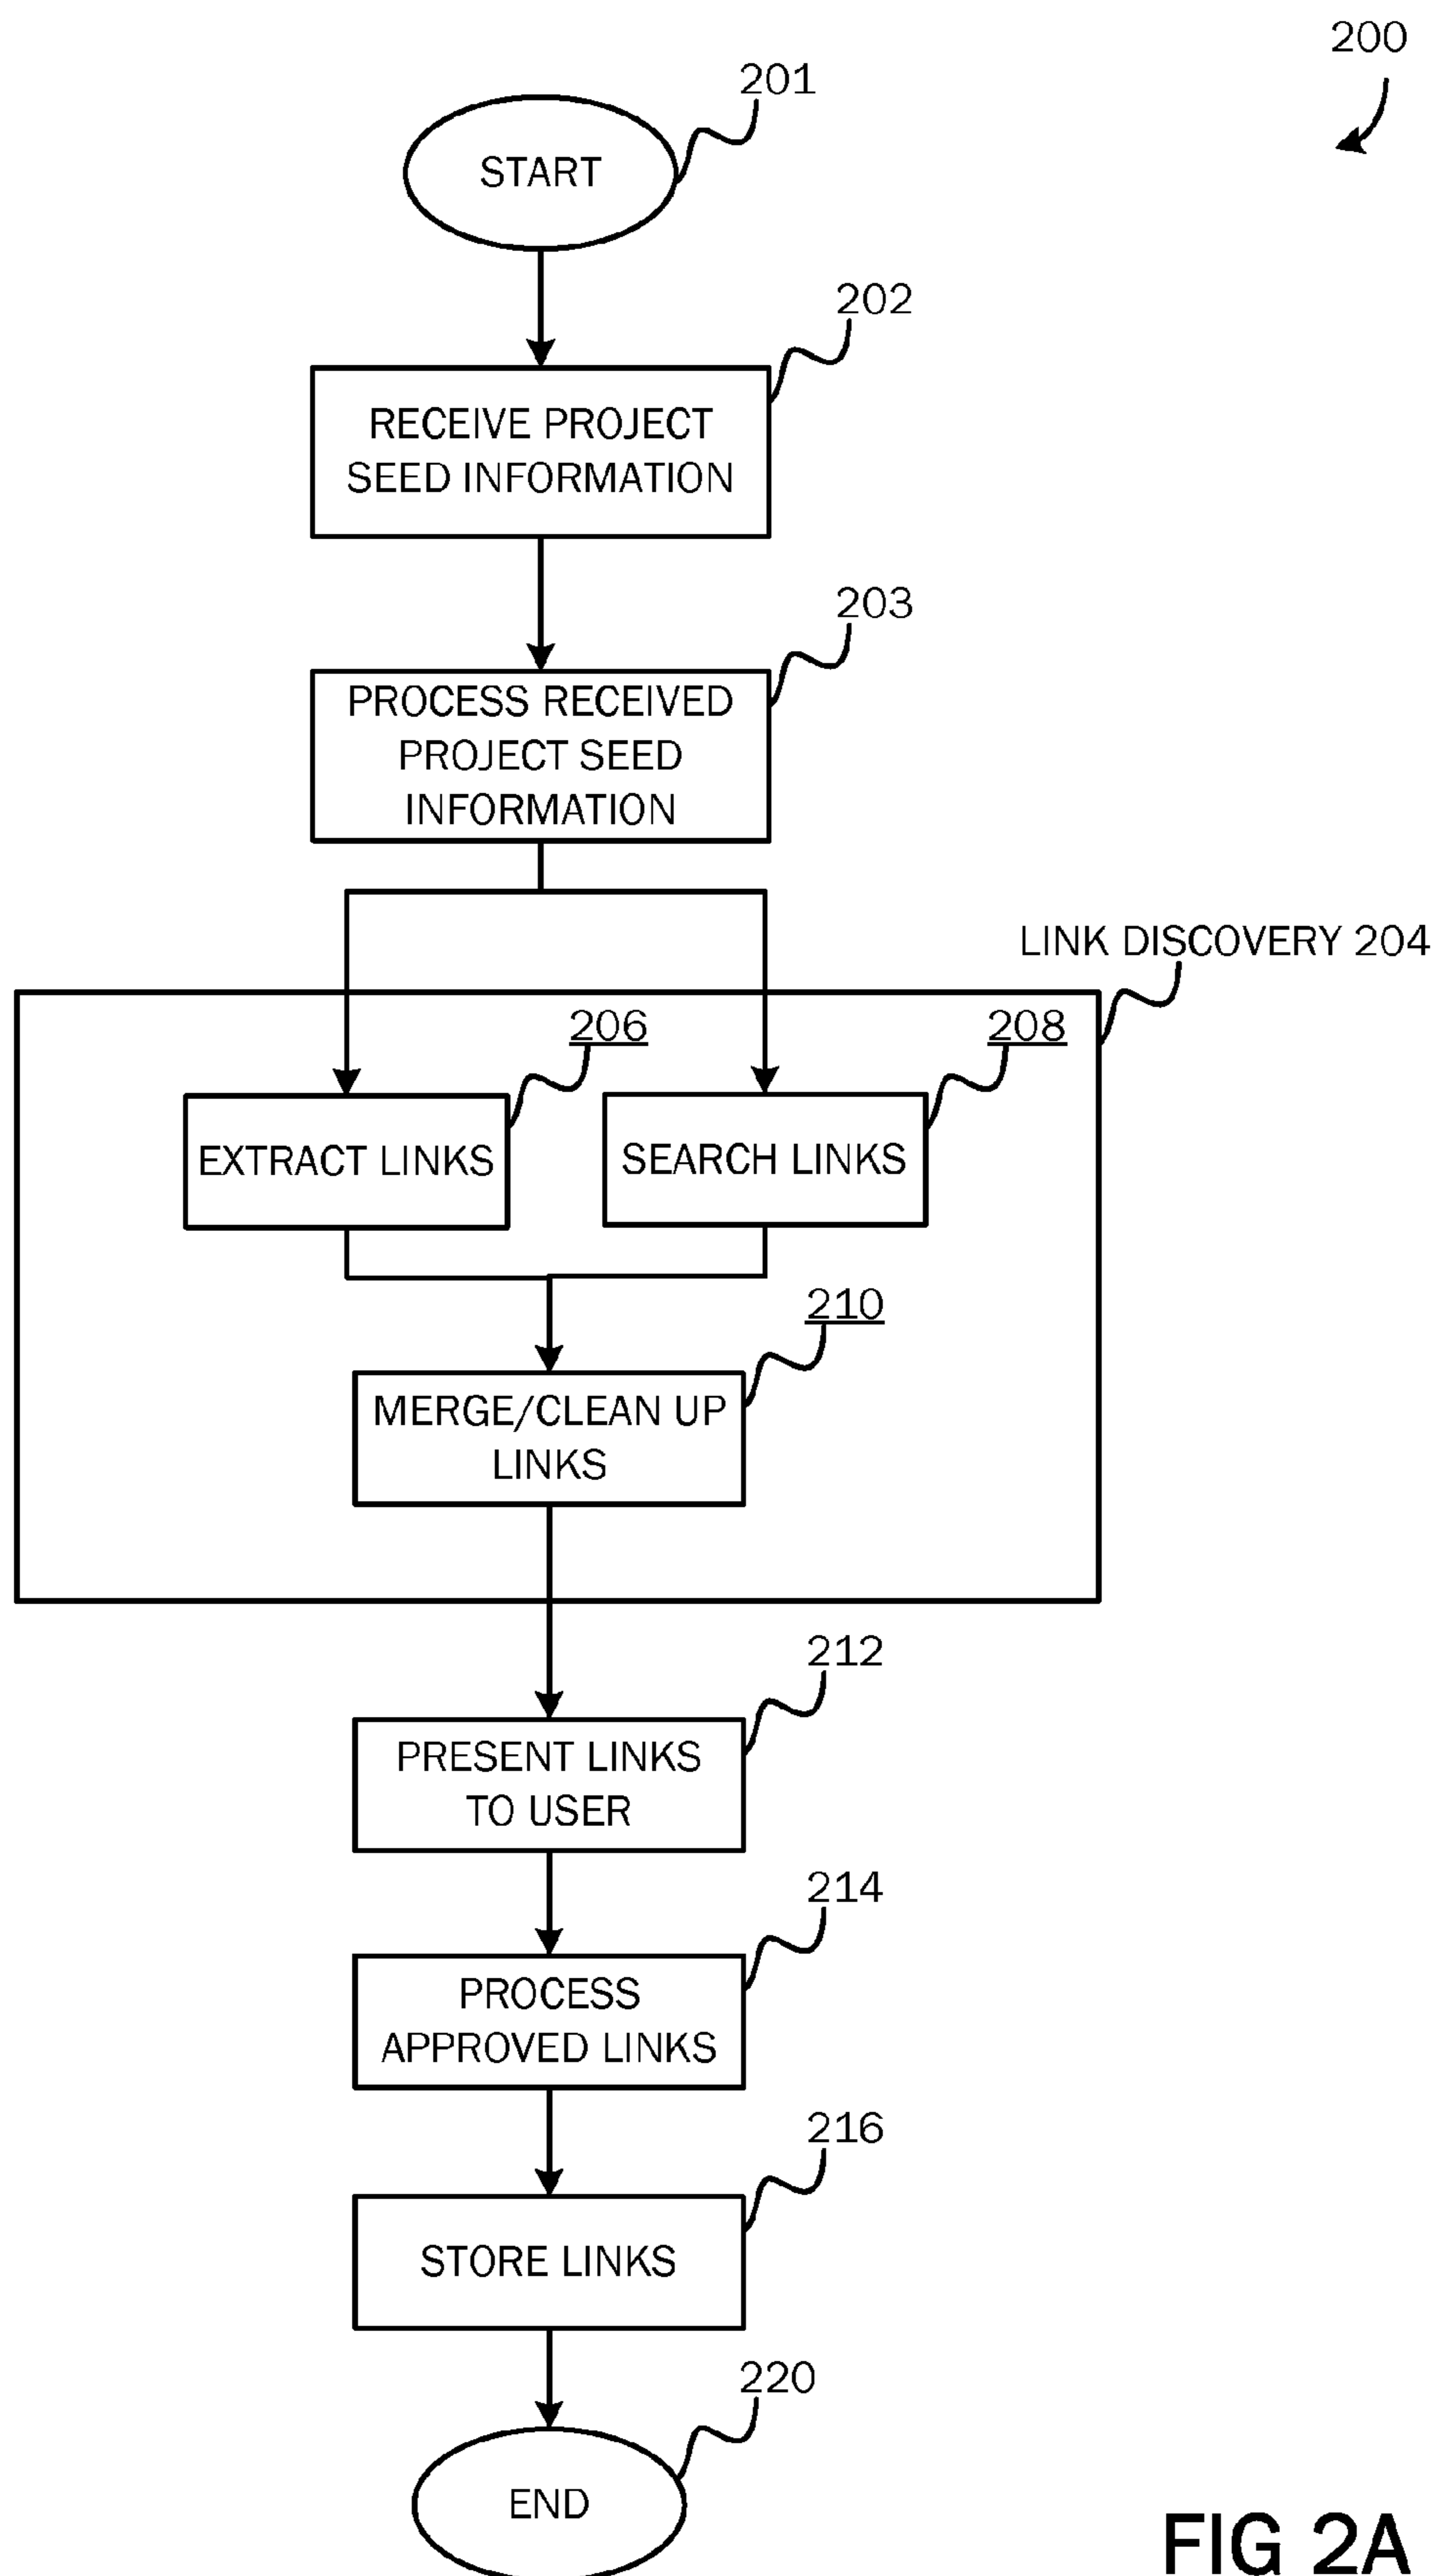 200
201
START
202
RECEIVE PROJECT
SEED INFORMATION
203
PROCESS RECEIVED
PROJECT SEED
INFORMATION
LINK DISCOVERY 204
206
208
EXTRACT LINKS
SEARCH LINKS
210
MERGE/CLEAN UP
LINKS
212
PRESENT LINKS
TO USER
214
PROCESS
APPROVED LINKS
216
STORE LINKS
220
END
FIG 2A